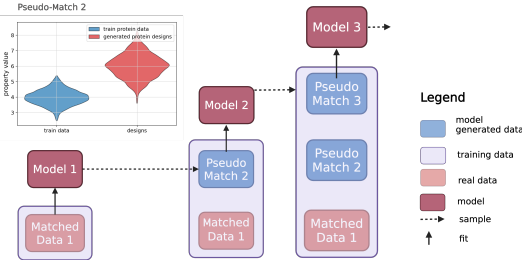 Pseudo-Match 2
train protein data
generated protein designs
property value
8
7
6
5
4
3
train data
designs
Model 1
Matched
Data 1
Model 2
Pseudo
Match 2
Matched
Data 1
Model 3
Pseudo
Match 3
Pseudo
Match 2
Matched
Data 1
Legend
model
generated data
training data
real data
model
sample
fit